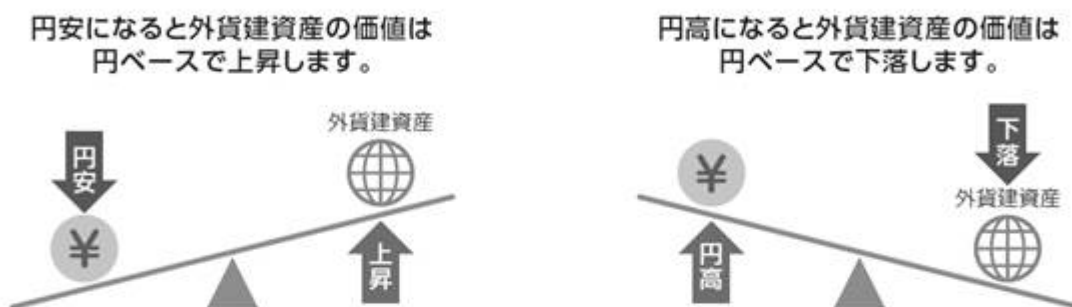 円安になると外貨建資産の価値は
円ベースで上昇します。
外貨建資産
円安
¥
上昇
円高になると外貨建資産の価値は
円ベースで下落します。
下落
¥
外貨建資産
円高